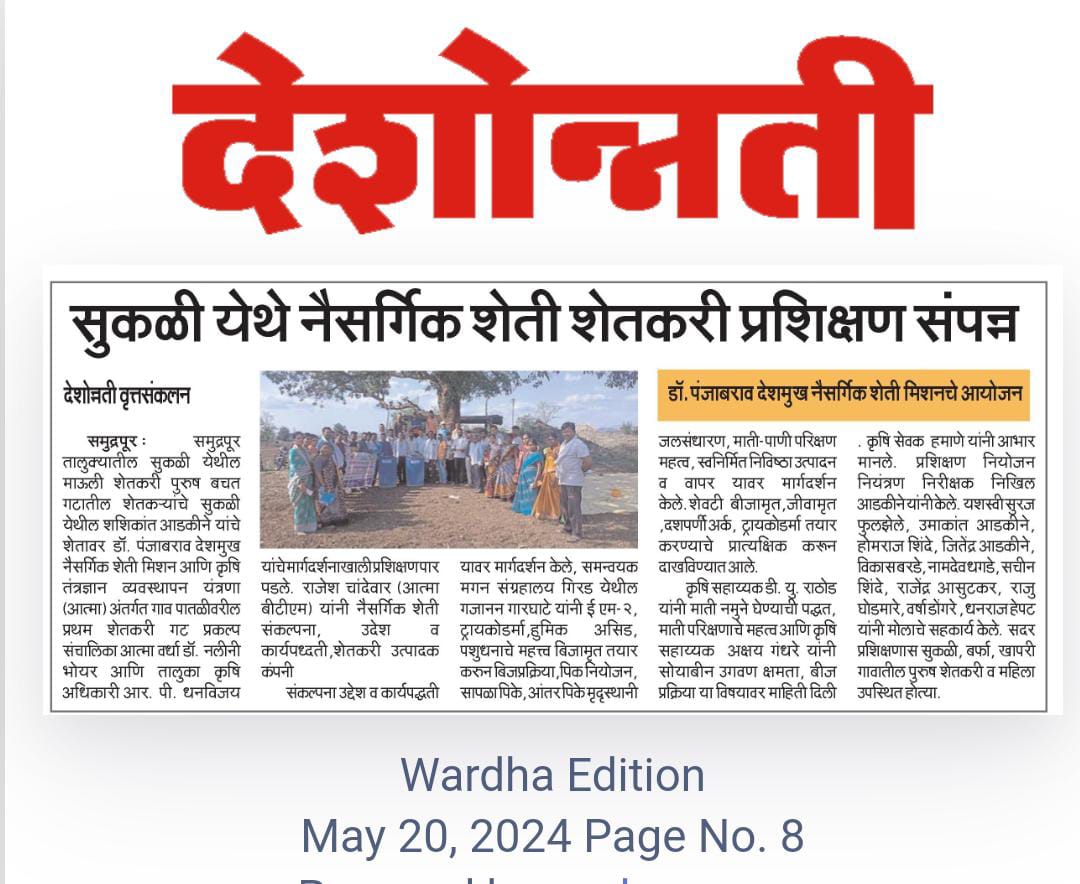 देशोन्नती
सुकळी येथे नैसर्गिक शेती शेतकरी प्रशिक्षण संपन्न
देशोन्नती वृत्तसंकलन
समुद्रपूर : समुद्रपूर
तालुक्यातील सुकळी येथील
माऊली शेतकरी पुरुष बचत
गटातील शेतकऱ्यांचे सुकळी
येथील शशिकांत आडकीने यांचे
शेतावर डॉ. पंजाबराव देशमुख
नैसर्गिक शेती मिशन आणि कृषि
तंत्रज्ञान व्यवस्थापन यंत्रणा
(आत्मा) अंतर्गत गाव पातळीवरील
प्रथम शेतकरी गट प्रकल्प
संचालिका आत्मा वर्धा डॉ. नलीनी
भोयर आणि तालुका कृषि
अधिकारी आर. पी. धनविजय
यांचे मार्गदर्शनाखाली प्रशिक्षण पार
पडले. राजेश चांदेवार (आत्मा
बीटीएम) यांनी नैसर्गिक शेती
संकल्पना, उदेश व
कार्यपध्दती,शेतकरी उत्पादक
कंपनी
संकल्पना उद्देश व कार्यपद्धती
यावर मार्गदर्शन केले, समन्वयक
मगन संग्रहालय गिरड येथील
गजानन गारघाटे यांनी ई एम-२,
ट्रायकोडर्मा,हुमिक असिड,
पशुधनाचे महत्त्व बिजामृत तयार
करून बिजप्रक्रिया,पिक नियोजन,
सापळा पिके, आंतर पिके मृदृस्थानी
डॉ. पंजाबराव देशमुख नैसर्गिक शेती मिशनचे आयोजन
जलसंधारण, माती-पाणी परिक्षण
महत्व, स्वनिर्मित निविष्ठा उत्पादन
व वापर यावर मार्गदर्शन
केले. शेवटी बीजामृत,जीवामृत
,दशपर्णी अर्क, ट्रायकोडर्मा तयार
करण्याचे प्रात्यक्षिक करून
दाखविण्यात आले.
कृषि सहाय्यक डी. यु. राठोड
यांनी माती नमुने घेण्याची पद्धत,
माती परिक्षणाचे महत्व आणि कृषि
सहाय्यक अक्षय गंधरे यांनी
सोयाबीन उगवण क्षमता, बीज
प्रक्रिया या विषयावर माहिती दिली
. कृषि सेवक हमाणे यांनी आभार
मानले. प्रशिक्षण नियोजन
नियंत्रण निरीक्षक निखिल
आडकीने यांनी केले. यशस्वी सुरज
फुलझेले, उमाकांत आडकीने,
होमराज शिंदे, जितेंद्र आडकीने,
विकास बरडे, नामदेव धमगडे, सचीन
शिंदे, राजेंद्र आसुटकर, राजु
घोडमारे, वर्षा डोंगरे , धनराज हेपट
यांनी मोलाचे सहकार्य केले. सदर
प्रशिक्षणास सुकळी, बर्फा, खापरी
गावातील पुरुष शेतकरी व महिला
उपस्थित होत्या.
Wardha Edition
May 20, 2024 Page No. 8